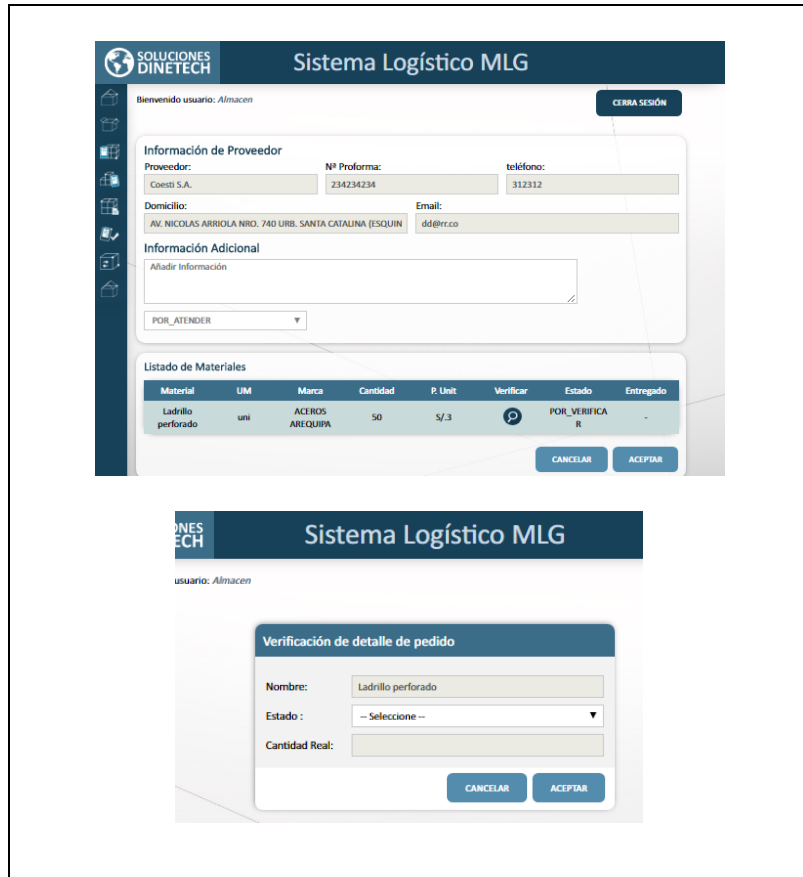 SOLUCIONES
DINETECH
Sistema Logístico MLG
Bienvenido usuario: Almacen
CERRA SESIÓN
Información de Proveedor
Proveedor: Nª Proforma: teléfono:
Coesti S.A. 234234234 312312
Domicilio: Email:
AV. NICOLAS ARRIOLA NRO. 740 URB. SANTA CATALINA (ESQUIN dd@rr.co
Información Adicional
Añadir Información
POR_ATENDER
Listado de Materiales
Material UM Marca Cantidad P. Unit Verificar Estado Entregado
Ladrillo perforado uni ACEROS AREQUIPA 50 S/.3 POR_VERIFICA R -
CANCELAR ACEPTAR
ONES
ECH
Sistema Logístico MLG
usuario: Almacen
Verificación de detalle de pedido
Nombre: Ladrillo perforado
Estado : -- Seleccione --
Cantidad Real:
CANCELAR ACEPTAR